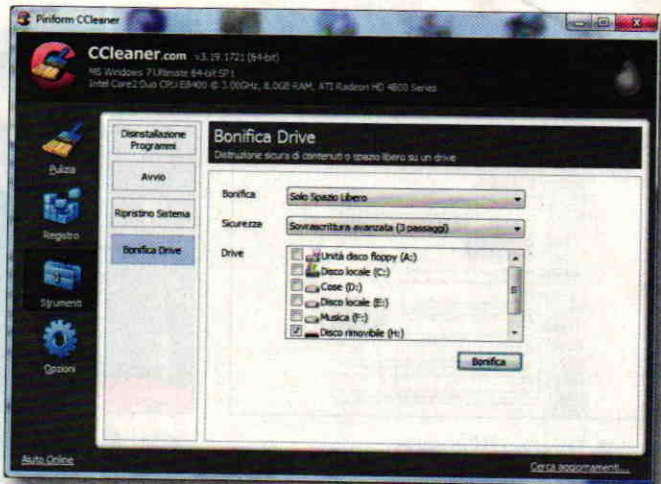 Piriform CCleaner
CCleaner.com v3.19.1721 (64-bit)
MS Windows 7 Ultimate 64-bit SP1
Intel Core2 Duo CPU E8400 @ 3.00GHz, 8.0GB RAM, ATI Radeon HD 4800 Series
Pulizia
Registro
Strumenti
Opzioni
Disinstallazione
Programmi
Avvio
Ripristino Sistema
Bonifica Drive
Bonifica Drive
Distruzione sicura di contenuti o spazio libero su un drive
Bonifica Solo Spazio Libero
Sicurezza Sovrascrittura avanzata (3 passaggi)
Drive
Unità disco floppy (A:)
Disco locale (C:)
Cose (D:)
Disco locale (E:)
Musica (F:)
Disco rimovibile (H:)
Bonifica
Aiuto Online
Cerca aggiornamenti...